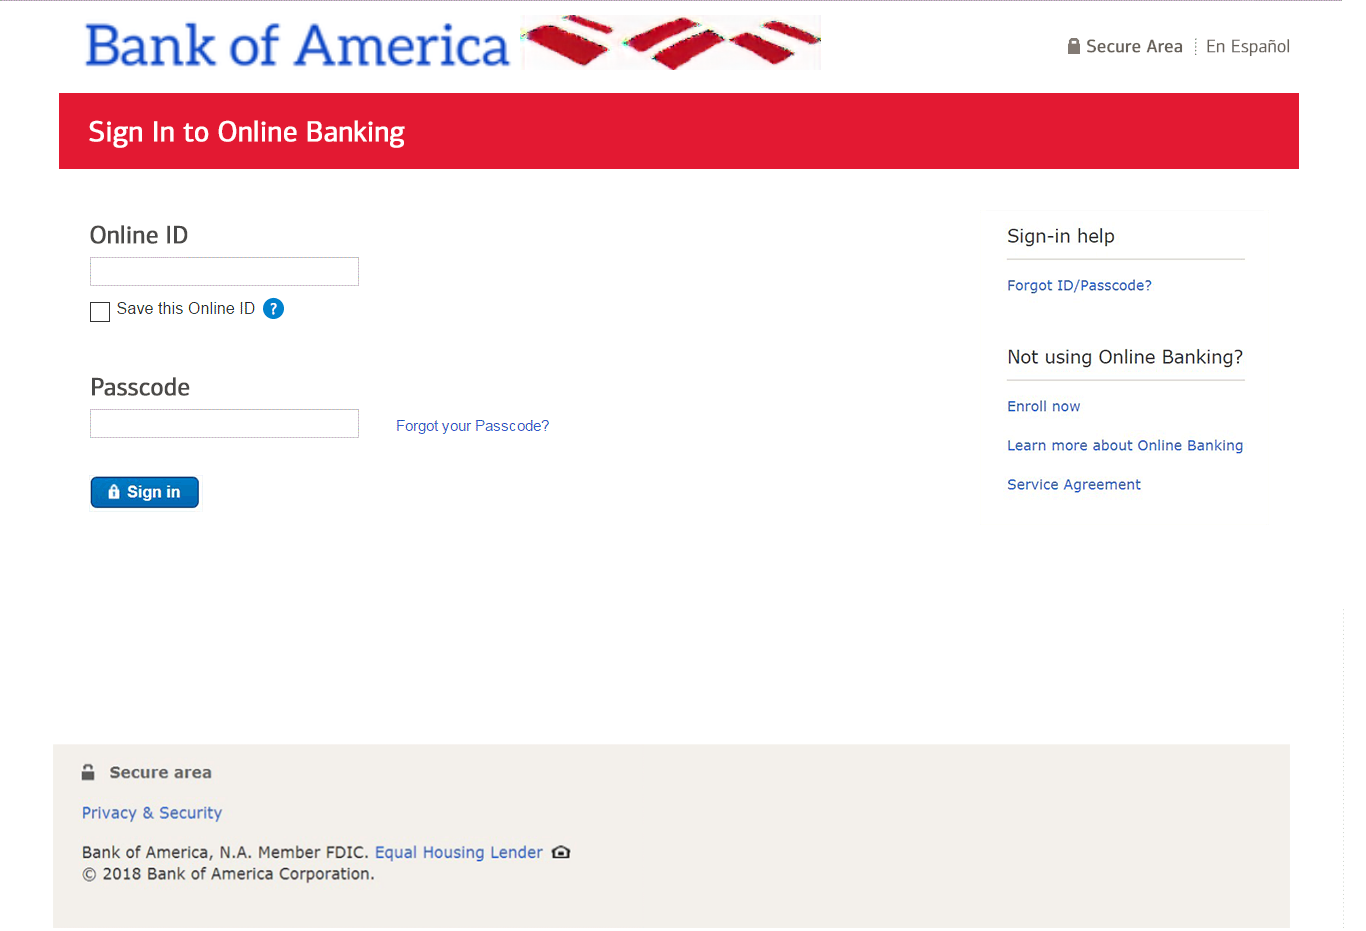 Bank of America
Secure Area
En Español
Sign In to Online Banking
Online ID
Save this Online ID ?
Passcode
Forgot your Passcode?
Sign in
Sign-in help
Forgot ID/Passcode?
Not using Online Banking?
Enroll now
Learn more about Online Banking
Service Agreement
Secure area
Privacy & Security
Bank of America, N.A. Member FDIC. Equal Housing Lender
© 2018 Bank of America Corporation.